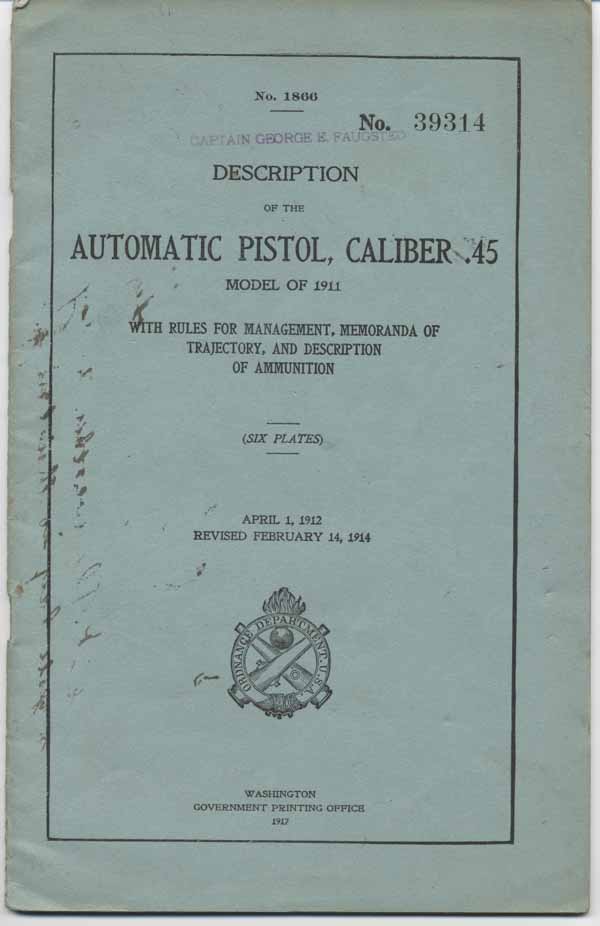 No. 1866
No. 39314
CAPTAIN GEORGE E. FAUGSTED
DESCRIPTION
OF THE
AUTOMATIC PISTOL, CALIBER .45
MODEL OF 1911
WITH RULES FOR MANAGEMENT, MEMORANDA OF
TRAJECTORY, AND DESCRIPTION
OF AMMUNITION
(SIX PLATES)
APRIL 1, 1912
REVISED FEBRUARY 14, 1914
ORDNANCE DEPARTMENT U.S.A.
WASHINGTON
GOVERNMENT PRINTING OFFICE
1917